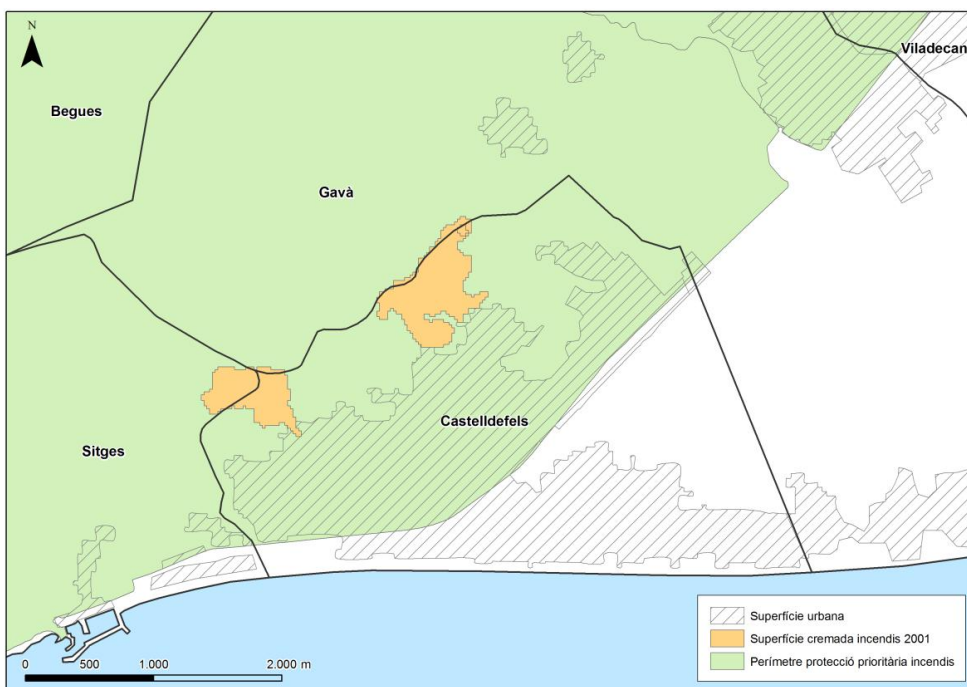 N
Viladecan
Begues
Gavà
Castelldefels
Sitges
Superfície urbana
Superfície cremada incendis 2001
Perímetre protecció prioritària incendis
0 500 1.000 2.000 m